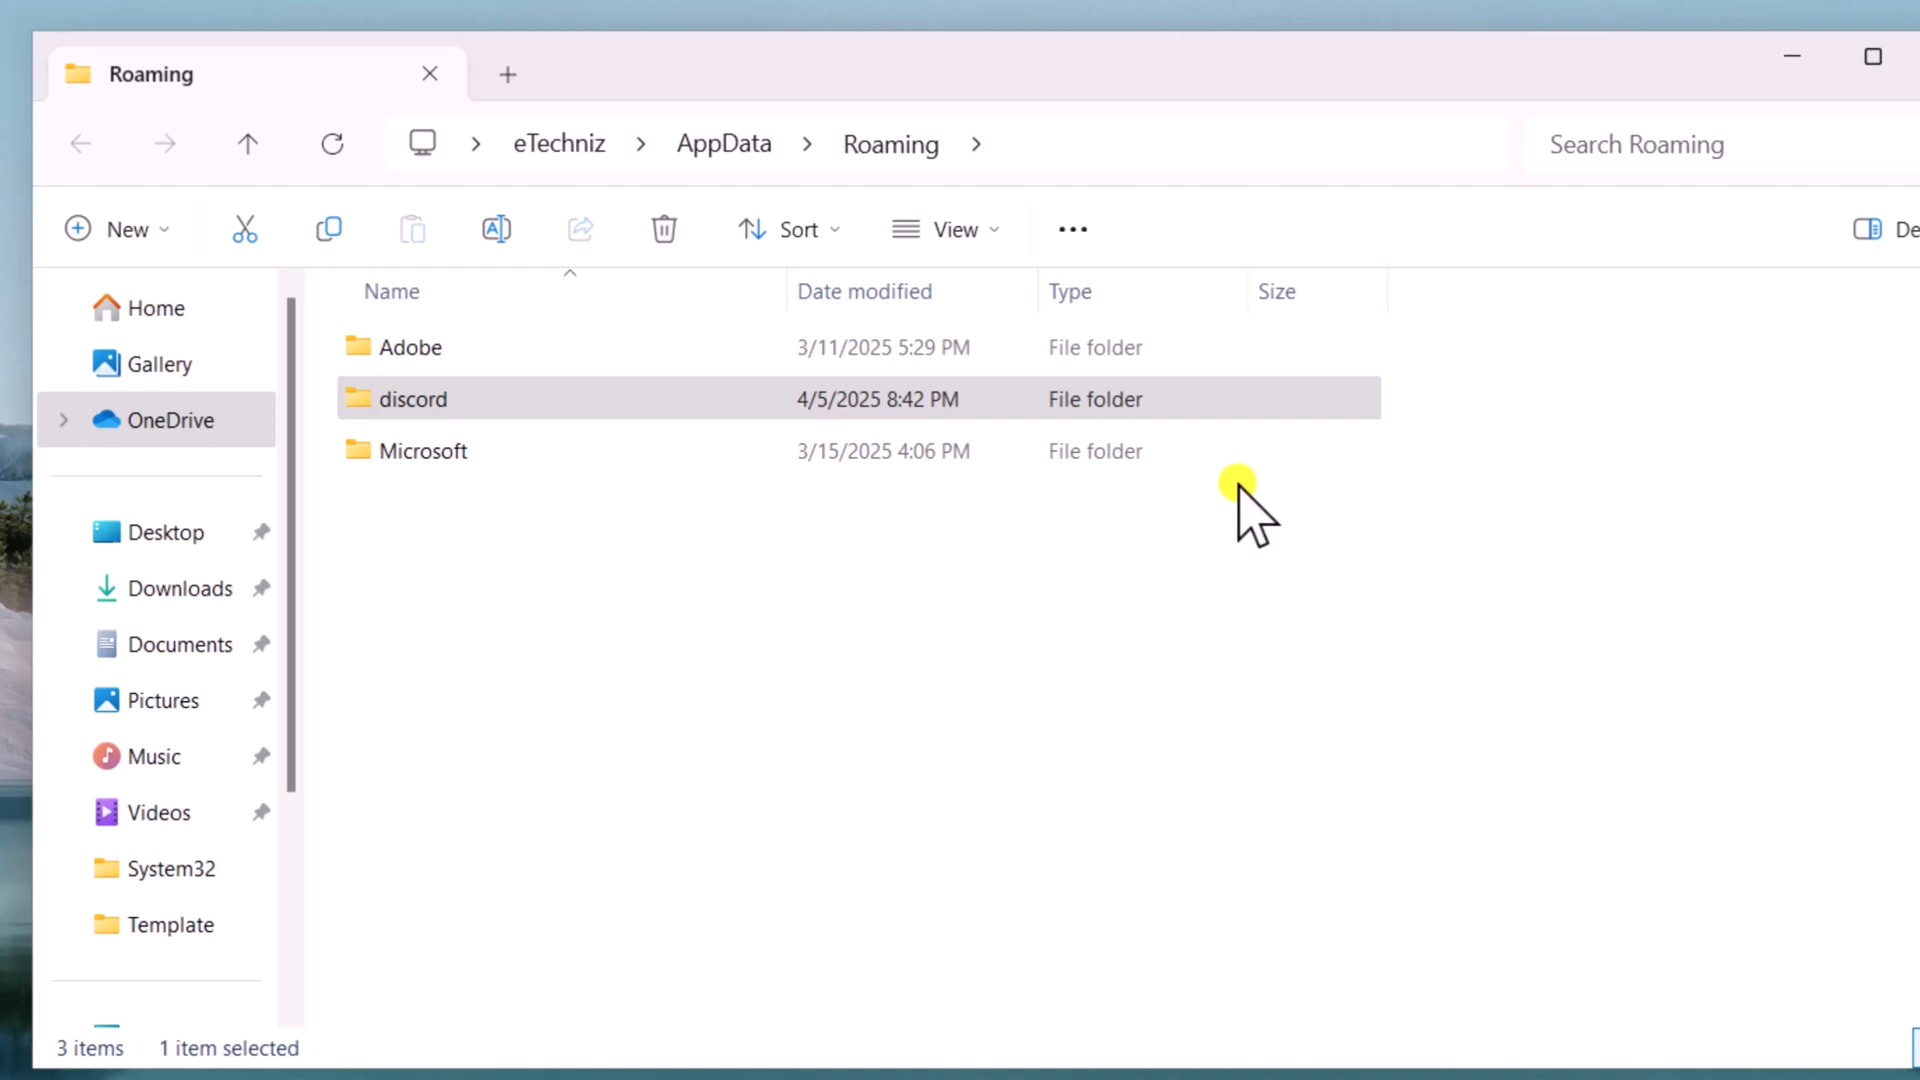 Roaming
eTechniz > AppData > Roaming >
Search Roaming
New
Sort
View
De
Name
Date modified
Type
Size
Adobe 3/11/2025 5:29 PM File folder
discord 4/5/2025 8:42 PM File folder
Microsoft 3/15/2025 4:06 PM File folder
Home
Gallery
OneDrive
Desktop
Downloads
Documents
Pictures
Music
Videos
System32
Template
3 items 1 item selected